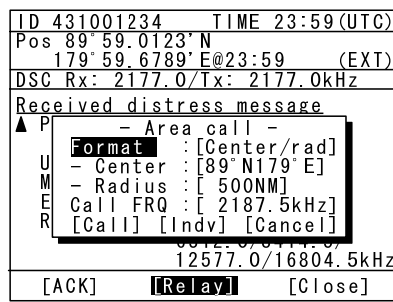 ID 431001234 TIME 23:59(UTC)
Pos 89°59.0123'N
179°59.6789'E@23:59 (EXT)
DSC Rx: 2177.0/Tx: 2177.0kHz
Received distress message
▲ P
— Area call —
Format :[Center/rad]
U — Center :[89°N179°E]
M — Radius :[ 500NM]
E Call FRQ :[ 2187.5kHz]
R [Call] [Indv] [Cancel]
12577.0/16804.5kHz
[ACK] [Relay] [Close]